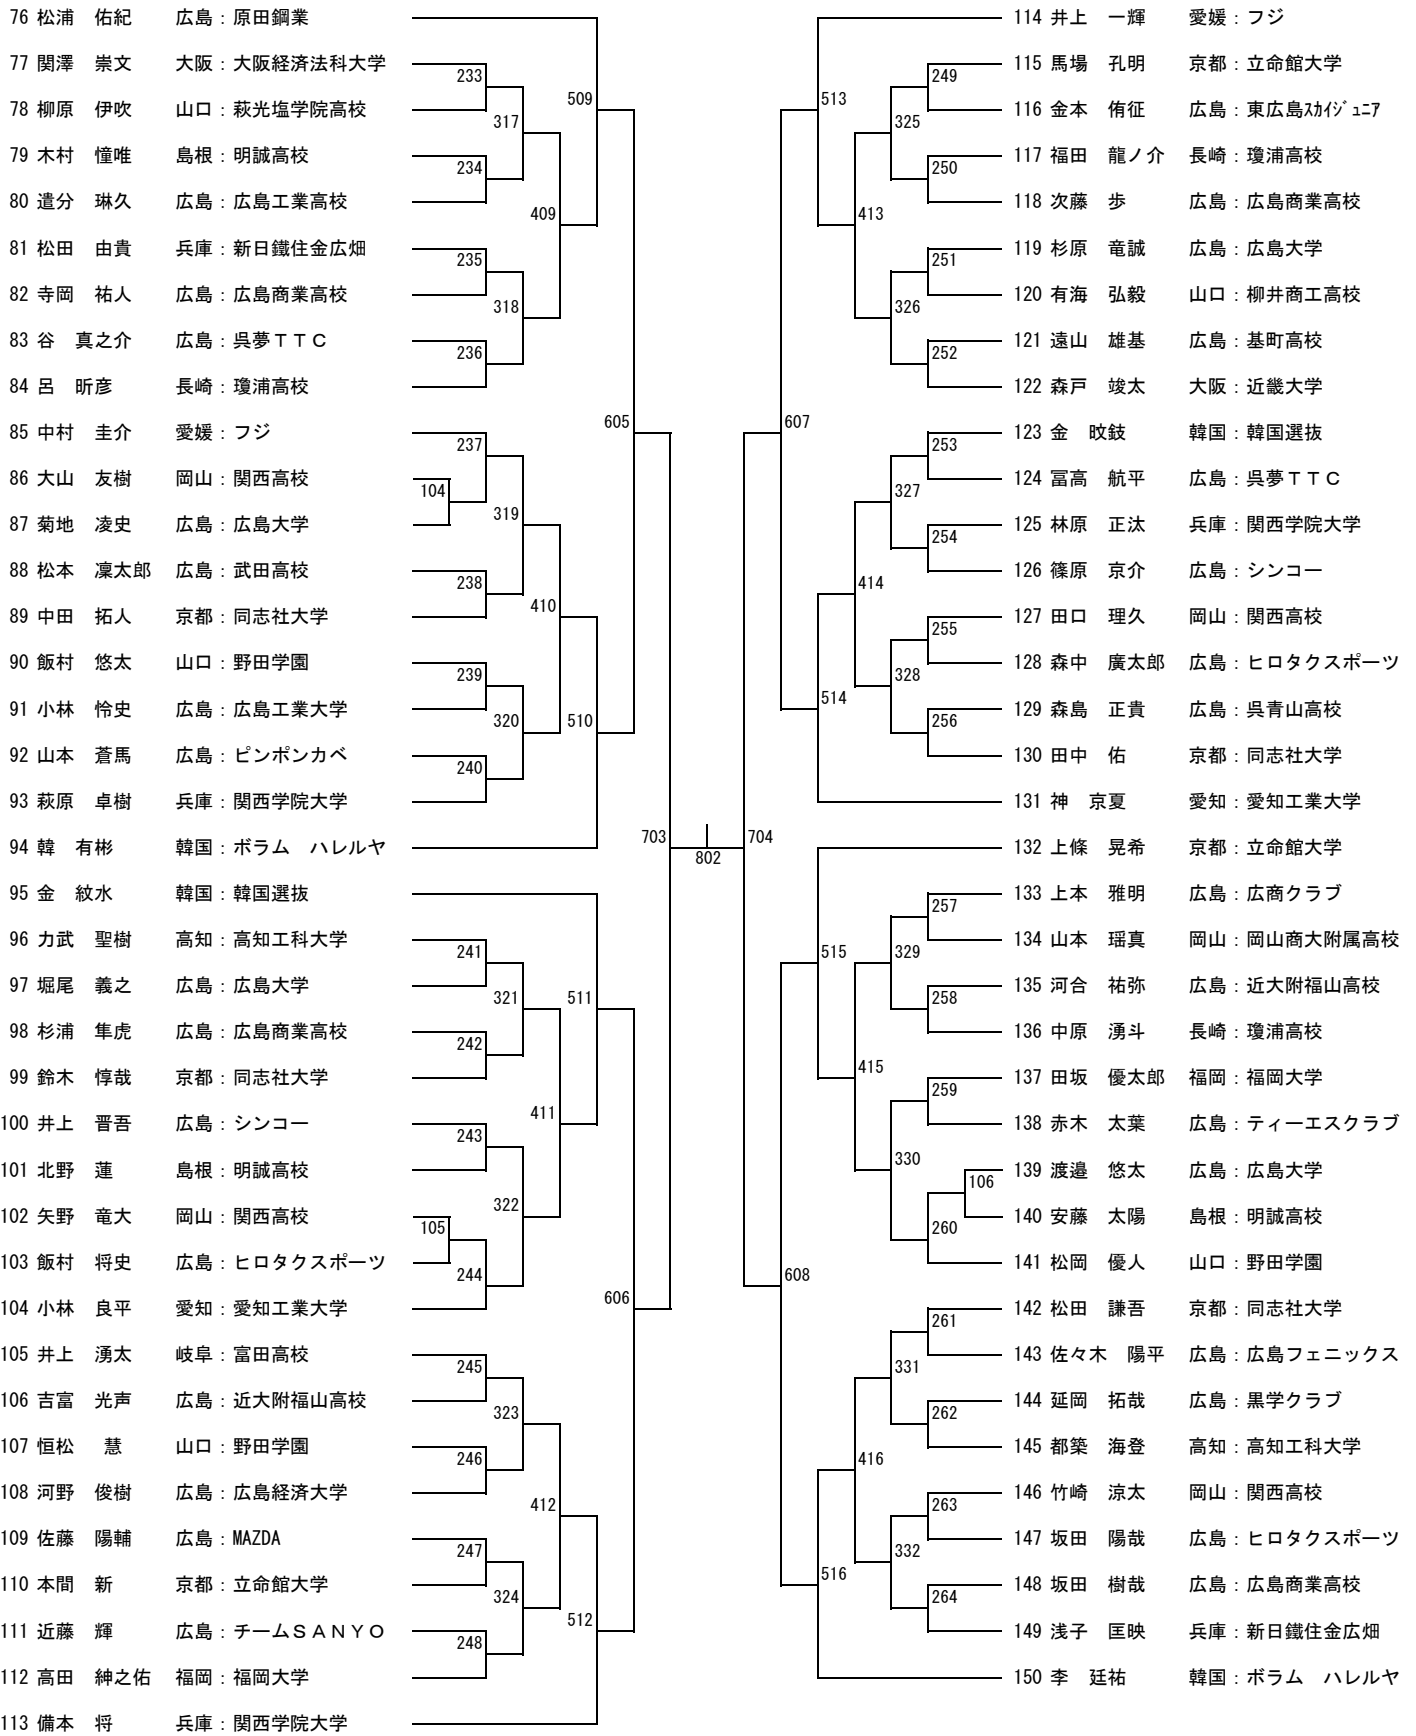 76 松浦　佑紀　広島：原田鋼業
77 関澤　崇文　大阪：大阪経済法科大学
233
78 柳原　伊吹　山口：萩光塩学院高校
509
317
79 木村　憧唯　島根：明誠高校
234
80 遣分　琳久　広島：広島工業高校
409
81 松田　由貴　兵庫：新日鐵住金広畑
235
82 寺岡　祐人　広島：広島商業高校
318
83 谷　真之介　広島：呉夢ＴＴＣ
236
84 呂　昕彦　長崎：瓊浦高校
605
85 中村　圭介　愛媛：フジ
237
86 大山　友樹　岡山：関西高校
104
319
87 菊地　凌史　広島：広島大学
88 松本　凜太郎　広島：武田高校
238
410
89 中田　拓人　京都：同志社大学
90 飯村　悠太　山口：野田学園
239
91 小林　怜史　広島：広島工業大学
320
510
92 山本　蒼馬　広島：ピンポンカベ
240
93 萩原　卓樹　兵庫：関西学院大学
703
94 韓　有彬　韓国：ボラム　ハレルヤ
95 金　紋水　韓国：韓国選抜
96 力武　聖樹　高知：高知工科大学
241
97 堀尾　義之　広島：広島大学
321
511
98 杉浦　隼虎　広島：広島商業高校
242
99 鈴木　惇哉　京都：同志社大学
411
100 井上　晋吾　広島：シンコー
243
101 北野　蓮　島根：明誠高校
322
102 矢野　竜大　岡山：関西高校
105
103 飯村　将史　広島：ヒロタクスポーツ
244
606
104 小林　良平　愛知：愛知工業大学
105 井上　湧太　岐阜：富田高校
245
106 吉富　光声　広島：近大附福山高校
323
107 恒松　慧　山口：野田学園
246
108 河野　俊樹　広島：広島経済大学
412
109 佐藤　陽輔　広島：MAZDA
247
110 本間　新　京都：立命館大学
324
512
111 近藤　輝　広島：チームＳＡＮＹＯ
248
112 高田　紳之佑　福岡：福岡大学
113 備本　将　兵庫：関西学院大学
802
114 井上　一輝　愛媛：フジ
115 馬場　孔明　京都：立命館大学
249
513
116 金本　侑征　広島：東広島ｽｶｲｼﾞｭﾆｱ
325
117 福田　龍ノ介　長崎：瓊浦高校
250
118 次藤　歩　広島：広島商業高校
413
119 杉原　竜誠　広島：広島大学
251
120 有海　弘毅　山口：柳井商工高校
326
121 遠山　雄基　広島：基町高校
252
122 森戸　竣太　大阪：近畿大学
607
123 金　旼鉉　韓国：韓国選抜
253
124 冨高　航平　広島：呉夢ＴＴＣ
327
125 林原　正汰　兵庫：関西学院大学
254
126 篠原　京介　広島：シンコー
414
127 田口　理久　岡山：関西高校
255
128 森中　廣太郎　広島：ヒロタクスポーツ
328
514
129 森島　正貴　広島：呉青山高校
256
130 田中　佑　京都：同志社大学
131 神　京夏　愛知：愛知工業大学
704
132 上條　晃希　京都：立命館大学
133 上本　雅明　広島：広商クラブ
257
134 山本　瑶真　岡山：岡山商大附属高校
515
329
135 河合　祐弥　広島：近大附福山高校
258
136 中原　湧斗　長崎：瓊浦高校
415
137 田坂　優太郎　福岡：福岡大学
259
138 赤木　太葉　広島：ティーエスクラブ
330
139 渡邉　悠太　広島：広島大学
106
140 安藤　太陽　島根：明誠高校
260
141 松岡　優人　山口：野田学園
608
142 松田　謙吾　京都：同志社大学
261
143 佐々木　陽平　広島：広島フェニックス
331
144 延岡　拓哉　広島：黒学クラブ
262
145 都築　海登　高知：高知工科大学
416
146 竹崎　涼太　岡山：関西高校
263
147 坂田　陽哉　広島：ヒロタクスポーツ
332
516
148 坂田　樹哉　広島：広島商業高校
264
149 浅子　匡映　兵庫：新日鐵住金広畑
150 李　廷祐　韓国：ボラム　ハレルヤ